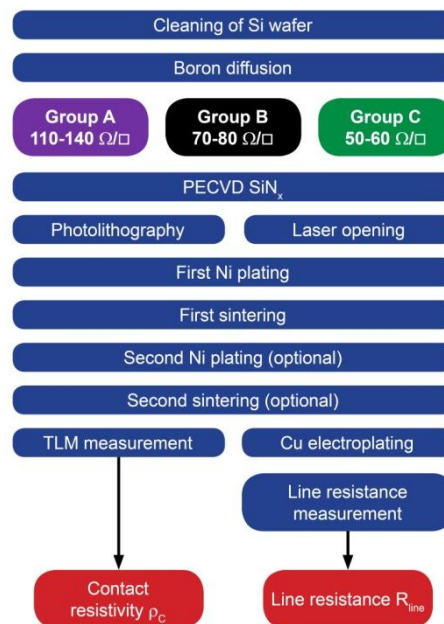 Cleaning of Si wafer
Boron diffusion
Group A
110-140 Ω/□
Group B
70-80 Ω/□
Group C
50-60 Ω/□
PECVD SiNₓ
Photolithography
Laser opening
First Ni plating
First sintering
Second Ni plating (optional)
Second sintering (optional)
TLM measurement
Cu electroplating
Line resistance
measurement
Contact
resistivity ρ_C
Line resistance R_line